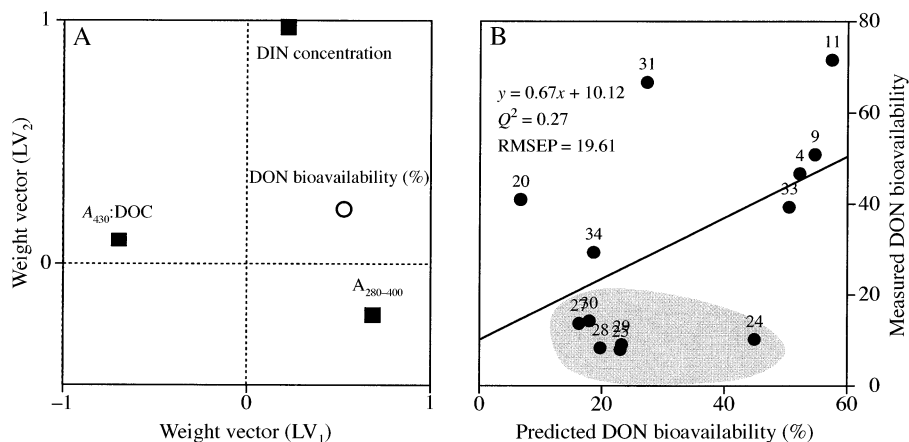 A
1
DIN concentration
DON bioavailability (%)
A430:DOC
0
A280–400
−1
0
1
Weight vector (LV1)
Weight vector (LV2)
B
80
11
31
y = 0.67x + 10.12
Q² = 0.27
RMSEP = 19.61
60
9
4
20
33
40
34
20
27
30
28
29
25
24
0
0
20
40
60
Predicted DON bioavailability (%)
Measured DON bioavailability